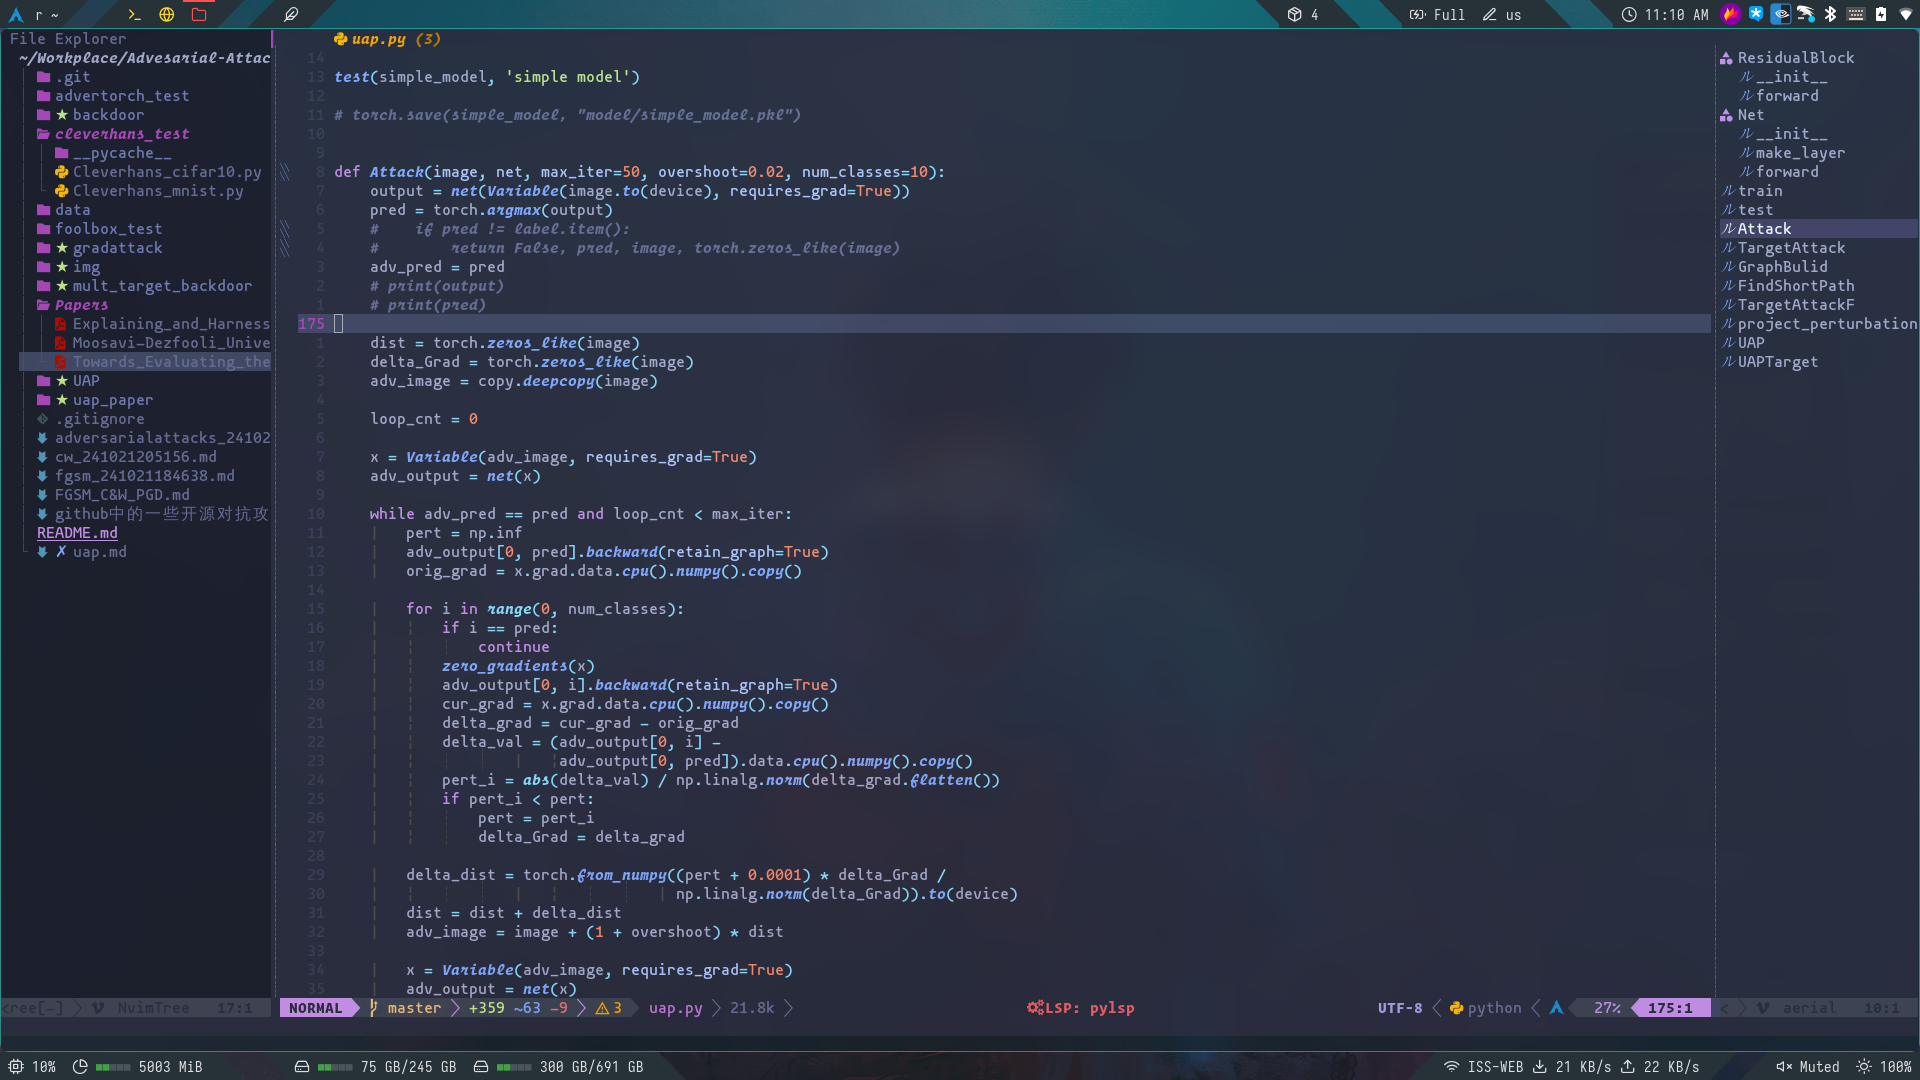 r ~
4
Full
us
11:10 AM
File Explorer
~/Workplace/Advesarial-Attac
.git
advertorch_test
★ backdoor
cleverhans_test
__pycache__
Cleverhans_cifar10.py
Cleverhans_mnist.py
data
foolbox_test
★ gradattack
★ img
★ mult_target_backdoor
Papers
Explaining_and_Harness
Moosavi-Dezfooli_Unive
Towards_Evaluating_the
★ UAP
★ uap_paper
.gitignore
adversarialattacks_24102
cw_241021205156.md
fgsm_241021184638.md
FGSM_C&W_PGD.md
github中的一些开源对抗攻
README.md
✗ uap.md
uap.py (3)
14
13 test(simple_model, 'simple model')
12
11 # torch.save(simple_model, "model/simple_model.pkl")
10
9
8 def Attack(image, net, max_iter=50, overshoot=0.02, num_classes=10):
7 output = net(Variable(image.to(device), requires_grad=True))
6 pred = torch.argmax(output)
5 #    if pred != label.item():
4 #        return False, pred, image, torch.zeros_like(image)
3 adv_pred = pred
2 # print(output)
1 # print(pred)
175
1 dist = torch.zeros_like(image)
2 delta_Grad = torch.zeros_like(image)
3 adv_image = copy.deepcopy(image)
4
5 loop_cnt = 0
6
7 x = Variable(adv_image, requires_grad=True)
8 adv_output = net(x)
9
10 while adv_pred == pred and loop_cnt < max_iter:
11 pert = np.inf
12 adv_output[0, pred].backward(retain_graph=True)
13 orig_grad = x.grad.data.cpu().numpy().copy()
14
15 for i in range(0, num_classes):
16 if i == pred:
17 continue
18 zero_gradients(x)
19 adv_output[0, i].backward(retain_graph=True)
20 cur_grad = x.grad.data.cpu().numpy().copy()
21 delta_grad = cur_grad - orig_grad
22 delta_val = (adv_output[0, i] -
23 adv_output[0, pred]).data.cpu().numpy().copy()
24 pert_i = abs(delta_val) / np.linalg.norm(delta_grad.flatten())
25 if pert_i < pert:
26 pert = pert_i
27 delta_Grad = delta_grad
28
29 delta_dist = torch.from_numpy((pert + 0.0001) * delta_Grad /
30 np.linalg.norm(delta_Grad)).to(device)
31 dist = dist + delta_dist
32 adv_image = image + (1 + overshoot) * dist
33
34 x = Variable(adv_image, requires_grad=True)
35 adv_output = net(x)
ResidualBlock
__init__
forward
Net
__init__
make_layer
forward
train
test
Attack
TargetAttack
GraphBulid
FindShortPath
TargetAttackF
project_perturbation
UAP
UAPTarget
<ree[-] NvimTree 17:1
NORMAL master +359 ~63 -9 3 uap.py 21.8k LSP: pylsp UTF-8 python 27% 175:1
< aerial 10:1
10% 5003 MiB 75 GB/245 GB 300 GB/691 GB ISS-WEB 21 KB/s 22 KB/s Muted 100%